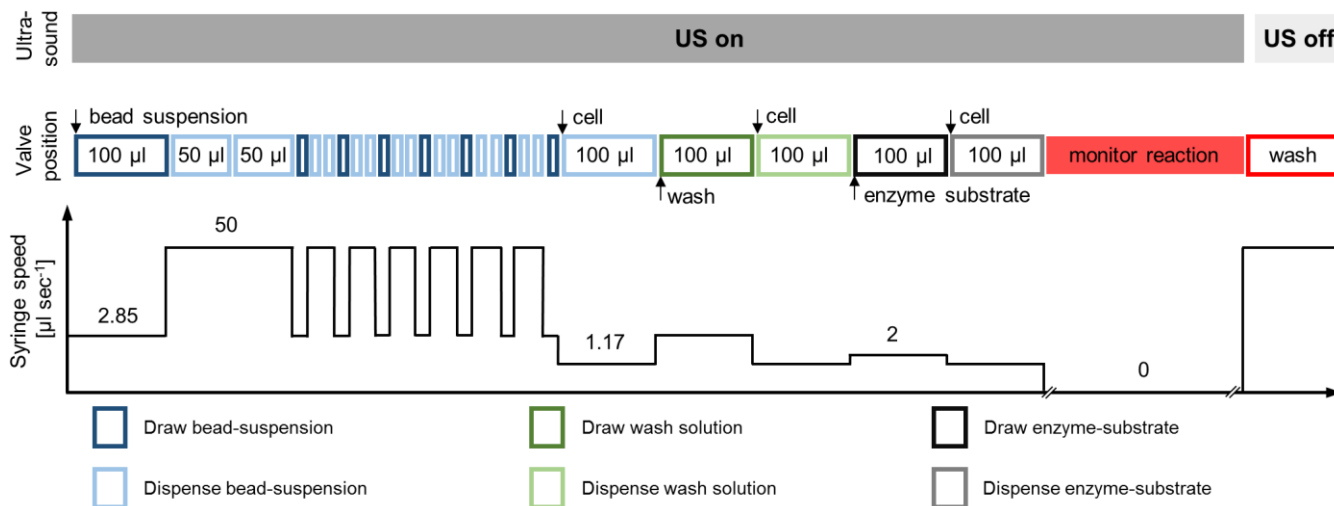 Ultra-
sound
US on
US off
Valve
position
bead suspension
cell
cell
cell
100 µl
50 µl
50 µl
100 µl
100 µl
100 µl
100 µl
100 µl
monitor reaction
wash
wash
enzyme substrate
Syringe speed
[µl sec⁻¹]
2.85
50
1.17
2
0
Draw bead-suspension
Draw wash solution
Draw enzyme-substrate
Dispense bead-suspension
Dispense wash solution
Dispense enzyme-substrate